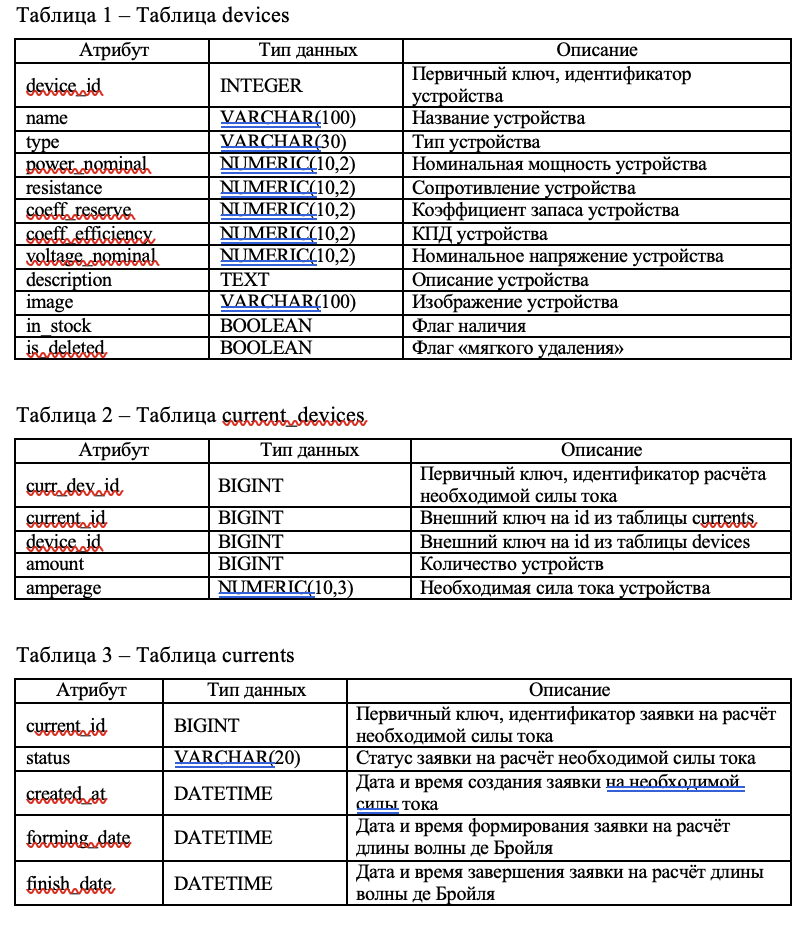 Таблица 1 – Таблица devices
Атрибут Тип данных Описание
device_id INTEGER Первичный ключ, идентификатор
устройства
name VARCHAR(100) Название устройства
type VARCHAR(30) Тип устройства
power_nominal NUMERIC(10,2) Номинальная мощность устройства
resistance NUMERIC(10,2) Сопротивление устройства
coeff_reserve NUMERIC(10,2) Коэффициент запаса устройства
coeff_efficiency NUMERIC(10,2) КПД устройства
voltage_nominal NUMERIC(10,2) Номинальное напряжение устройства
description TEXT Описание устройства
image VARCHAR(100) Изображение устройства
in_stock BOOLEAN Флаг наличия
is_deleted BOOLEAN Флаг «мягкого удаления»
Таблица 2 – Таблица current_devices
Атрибут Тип данных Описание
curr_dev_id BIGINT Первичный ключ, идентификатор расчёта
необходимой силы тока
current_id BIGINT Внешний ключ на id из таблицы currents
device_id BIGINT Внешний ключ на id из таблицы devices
amount BIGINT Количество устройств
amperage NUMERIC(10,3) Необходимая сила тока устройства
Таблица 3 – Таблица currents
Атрибут Тип данных Описание
current_id BIGINT Первичный ключ, идентификатор заявки на расчёт
необходимой силы тока
status VARCHAR(20) Статус заявки на расчёт необходимой силы тока
created_at DATETIME Дата и время создания заявки на необходимой
силы тока
forming_date DATETIME Дата и время формирования заявки на расчёт
длины волны де Бройля
finish_date DATETIME Дата и время завершения заявки на расчёт длины
волны де Бройля